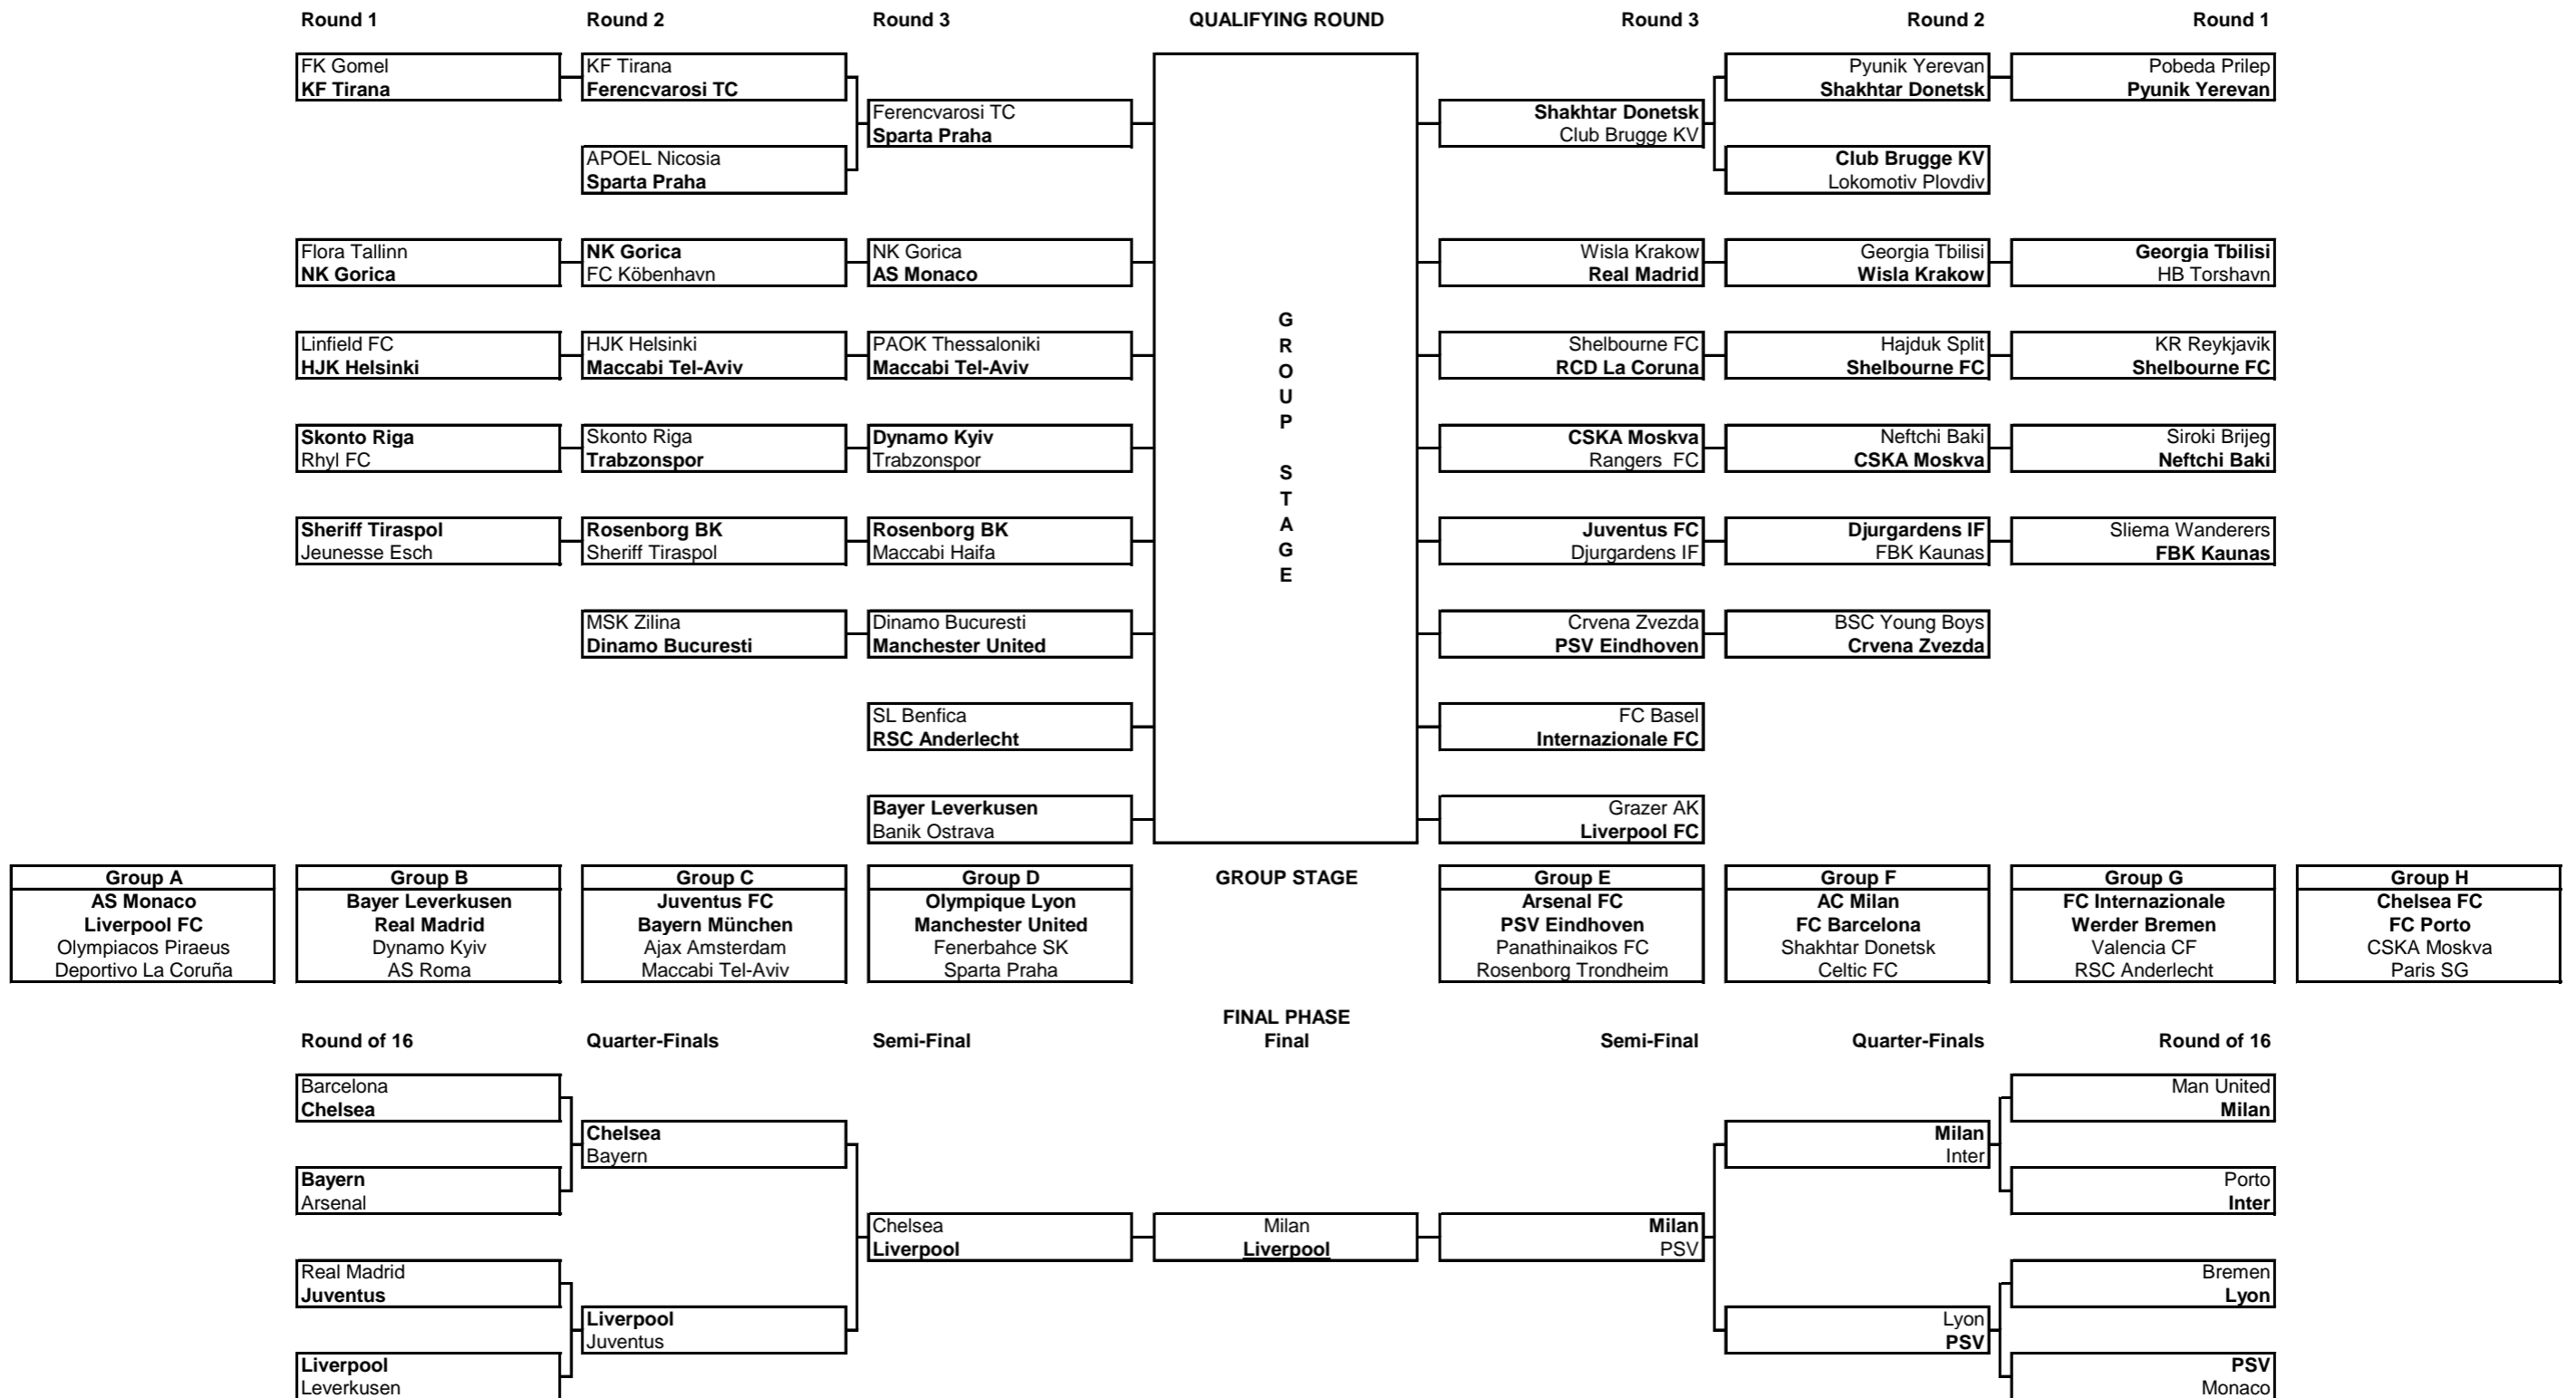 Round 1 Round 2 Round 3 QUALIFYING ROUND Round 3 Round 2 Round 1
FK Gomel KF Tirana Pyunik Yerevan Pobeda Prilep
KF Tirana Ferencvarosi TC Shakhtar Donetsk Pyunik Yerevan
Ferencvarosi TC Shakhtar Donetsk
Sparta Praha Club Brugge KV
APOEL Nicosia Club Brugge KV
Sparta Praha Lokomotiv Plovdiv
Flora Tallinn NK Gorica NK Gorica Wisla Krakow Georgia Tbilisi Georgia Tbilisi
NK Gorica FC Köbenhavn AS Monaco Real Madrid Wisla Krakow HB Torshavn
G
R
O
U
P
S
T
A
G
E
Linfield FC HJK Helsinki PAOK Thessaloniki Shelbourne FC Hajduk Split KR Reykjavik
HJK Helsinki Maccabi Tel-Aviv Maccabi Tel-Aviv RCD La Coruna Shelbourne FC Shelbourne FC
Skonto Riga Skonto Riga Dynamo Kyiv CSKA Moskva Neftchi Baki Siroki Brijeg
Rhyl FC Trabzonspor Trabzonspor Rangers FC CSKA Moskva Neftchi Baki
Sheriff Tiraspol Rosenborg BK Rosenborg BK Juventus FC Djurgardens IF Sliema Wanderers
Jeunesse Esch Sheriff Tiraspol Maccabi Haifa Djurgardens IF FBK Kaunas FBK Kaunas
MSK Zilina Dinamo Bucuresti Crvena Zvezda BSC Young Boys
Dinamo Bucuresti Manchester United PSV Eindhoven Crvena Zvezda
SL Benfica FC Basel
RSC Anderlecht Internazionale FC
Bayer Leverkusen Grazer AK
Banik Ostrava Liverpool FC
Group A Group B Group C Group D GROUP STAGE Group E Group F Group G Group H
AS Monaco Bayer Leverkusen Juventus FC Olympique Lyon Arsenal FC AC Milan FC Internazionale Chelsea FC
Liverpool FC Real Madrid Bayern München Manchester United PSV Eindhoven FC Barcelona Werder Bremen FC Porto
Olympiacos Piraeus Dynamo Kyiv Ajax Amsterdam Fenerbahce SK Panathinaikos FC Shakhtar Donetsk Valencia CF CSKA Moskva
Deportivo La Coruña AS Roma Maccabi Tel-Aviv Sparta Praha Rosenborg Trondheim Celtic FC RSC Anderlecht Paris SG
FINAL PHASE
Round of 16 Quarter-Finals Semi-Final Final Semi-Final Quarter-Finals Round of 16
Barcelona Man United
Chelsea Milan
Chelsea Milan
Bayern Inter
Bayern Porto
Arsenal Inter
Chelsea Milan Milan
Liverpool Liverpool PSV
Real Madrid Bremen
Juventus Lyon
Liverpool Lyon
Juventus PSV
Liverpool PSV
Leverkusen Monaco